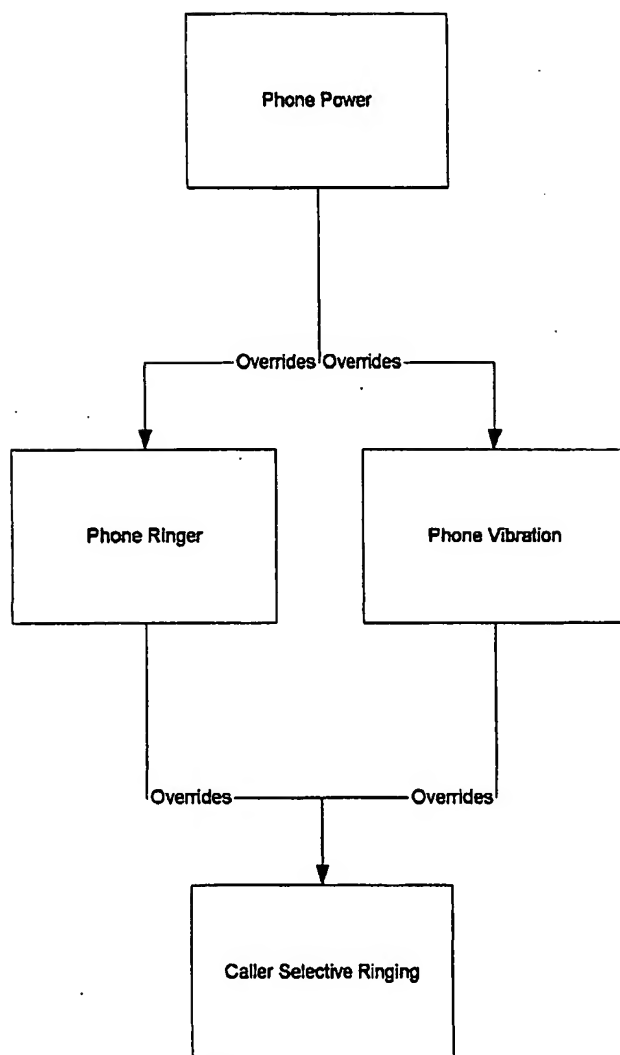 Phone Power
Overrides Overrides
Phone Ringer
Phone Vibration
Overrides
Overrides
Caller Selective Ringing